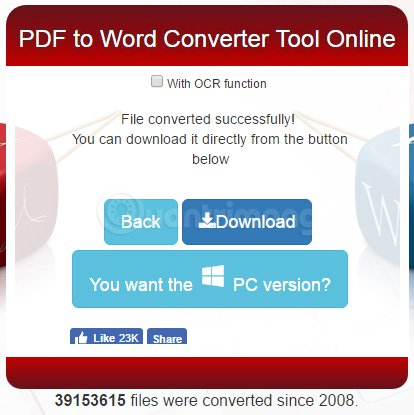 PDF to Word Converter Tool Online
With OCR function
File converted successfully!
You can download it directly from the button
below
Back
Download
You want the PC version?
Like 23K
Share
39153615 files were converted since 2008.